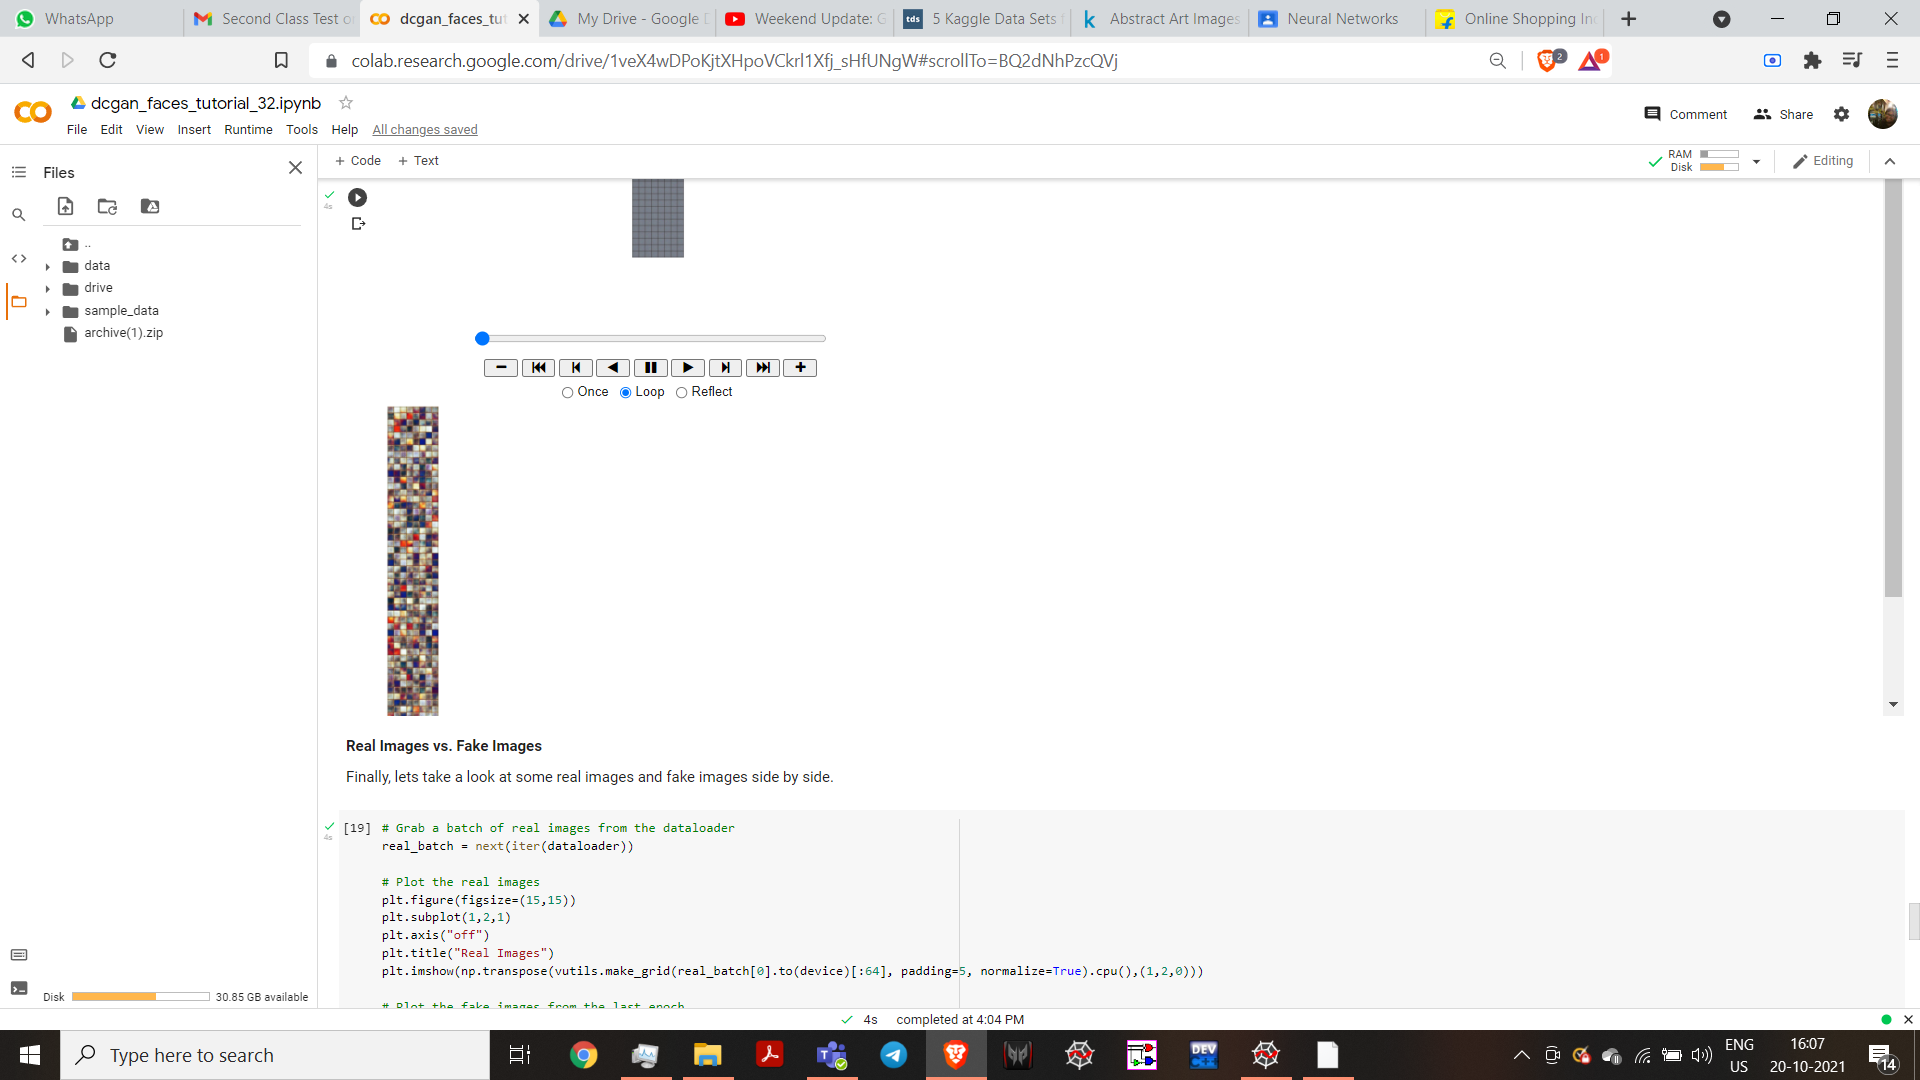 WhatsApp
Second Class Test o
dcgan_faces_tut
My Drive - Google D
Weekend Update: G
tds 5 Kaggle Data Sets f
k Abstract Art Images
Neural Networks
Online Shopping Ind
colab.research.google.com/drive/1veX4wDPoKjtXHpoVCkrl1Xfj_sHfUNgW#scrollTo=BQ2dNhPzcQVj
2
1
dcgan_faces_tutorial_32.ipynb
Comment
Share
File Edit View Insert Runtime Tools Help All changes saved
Files
+ Code + Text
RAM
Disk
Editing
4s
..
data
drive
sample_data
archive(1).zip
Once Loop Reflect
Real Images vs. Fake Images
Finally, lets take a look at some real images and fake images side by side.
4s
[19] # Grab a batch of real images from the dataloader
real_batch = next(iter(dataloader))
# Plot the real images
plt.figure(figsize=(15,15))
plt.subplot(1,2,1)
plt.axis("off")
plt.title("Real Images")
plt.imshow(np.transpose(vutils.make_grid(real_batch[0].to(device)[:64], padding=5, normalize=True).cpu(),(1,2,0)))
# Plot the fake images from the last epoch
Disk 30.85 GB available
4s completed at 4:04 PM
Type here to search
DEV
C++
ENG
US
16:07
20-10-2021
14